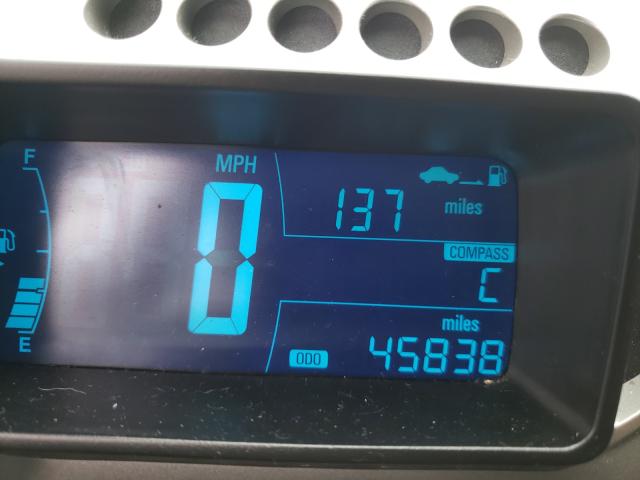 F
MPH
137 miles
COMPASS
C
E
miles
ODO 45838
0